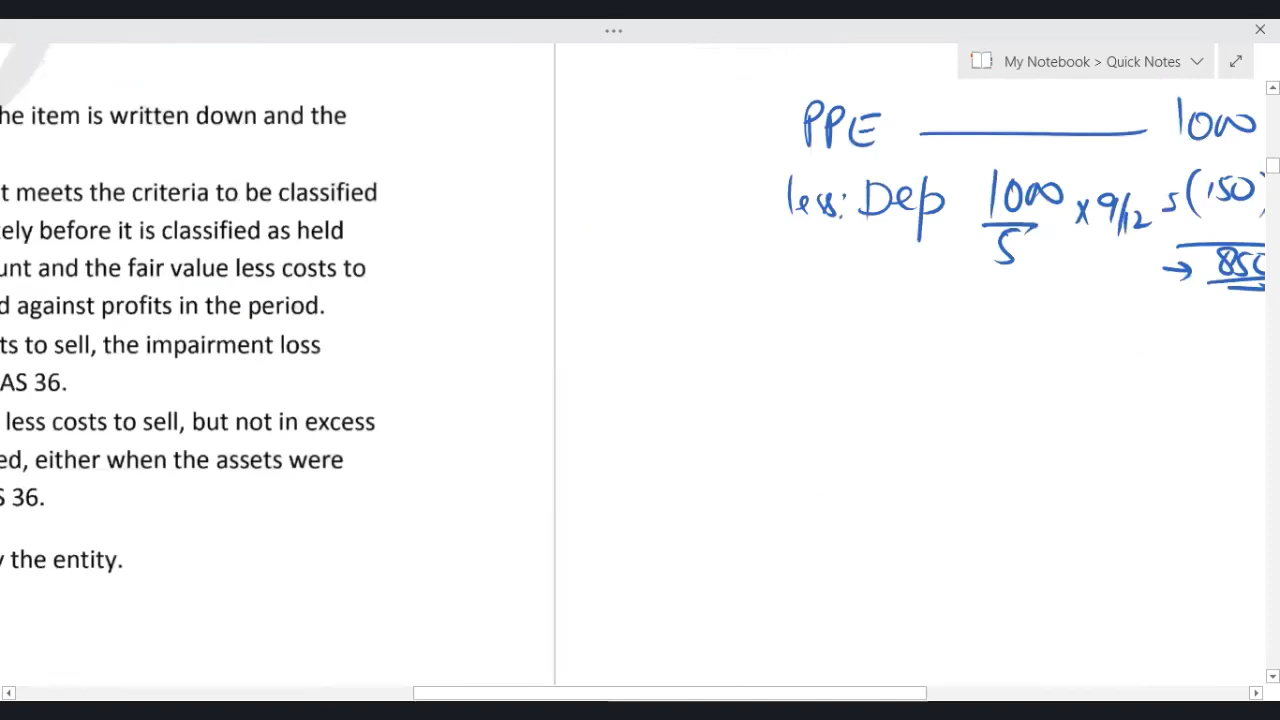 My Notebook > Quick Notes
he item is written down and the
t meets the criteria to be classified
ely before it is classified as held
unt and the fair value less costs to
d against profits in the period.
ts to sell, the impairment loss
AS 36.
less costs to sell, but not in excess
ed, either when the assets were
S 36.
y the entity.
PPE 1000
less: Dep 1000/5 x 9/12 = (150)
→ 850